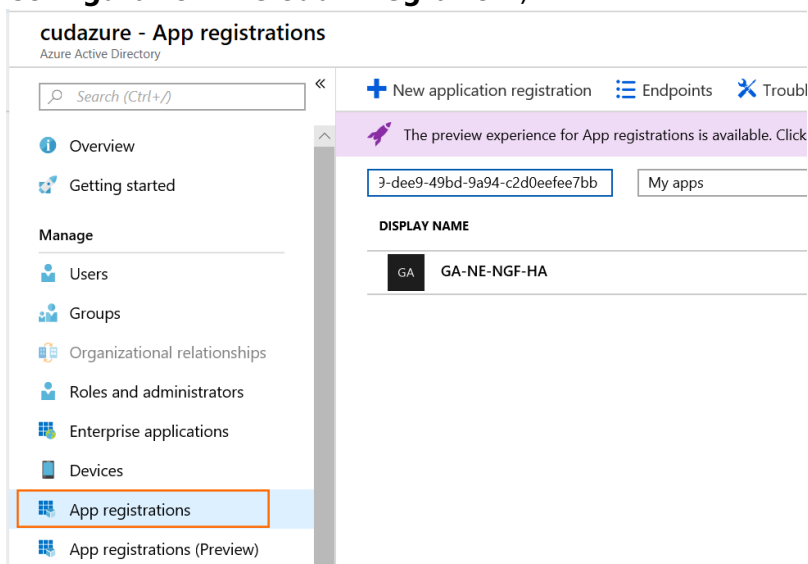 cudazure - App registrations
Azure Active Directory
Search (Ctrl+/)
«
Overview
Getting started
Manage
Users
Groups
Organizational relationships
Roles and administrators
Enterprise applications
Devices
App registrations
App registrations (Preview)
New application registration
Endpoints
Troubl
The preview experience for App registrations is available. Click
9-dee9-49bd-9a94-c2d0eefee7bb
My apps
DISPLAY NAME
GA
GA-NE-NGF-HA